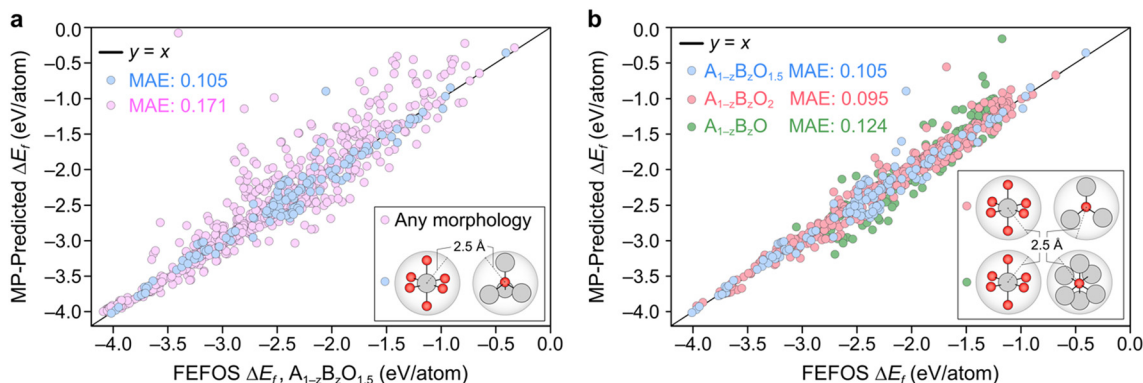 a
y = x
MAE: 0.105
MAE: 0.171
MP-Predicted ΔE_f (eV/atom)
0.0
–0.5
–1.0
–1.5
–2.0
–2.5
–3.0
–3.5
–4.0
Any morphology
2.5 Å
–4.0 –3.5 –3.0 –2.5 –2.0 –1.5 –1.0 –0.5 0.0
FEFOS ΔE_f, A₁₋zBzO₁.₅ (eV/atom)
b
y = x
A₁₋zBzO₁.₅ MAE: 0.105
A₁₋zBzO₂ MAE: 0.095
A₁₋zBzO MAE: 0.124
MP-Predicted ΔE_f (eV/atom)
0.0
–0.5
–1.0
–1.5
–2.0
–2.5
–3.0
–3.5
–4.0
2.5 Å
–4.0 –3.5 –3.0 –2.5 –2.0 –1.5 –1.0 –0.5 0.0
FEFOS ΔE_f (eV/atom)